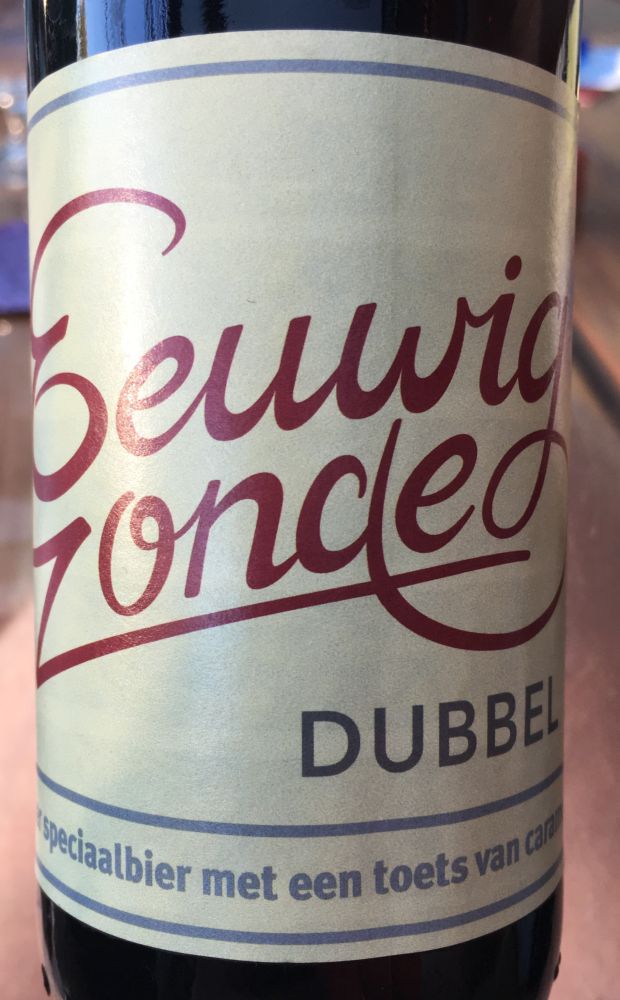 Eeuwig
Zonde
DUBBEL
speciaalbier met een toets van